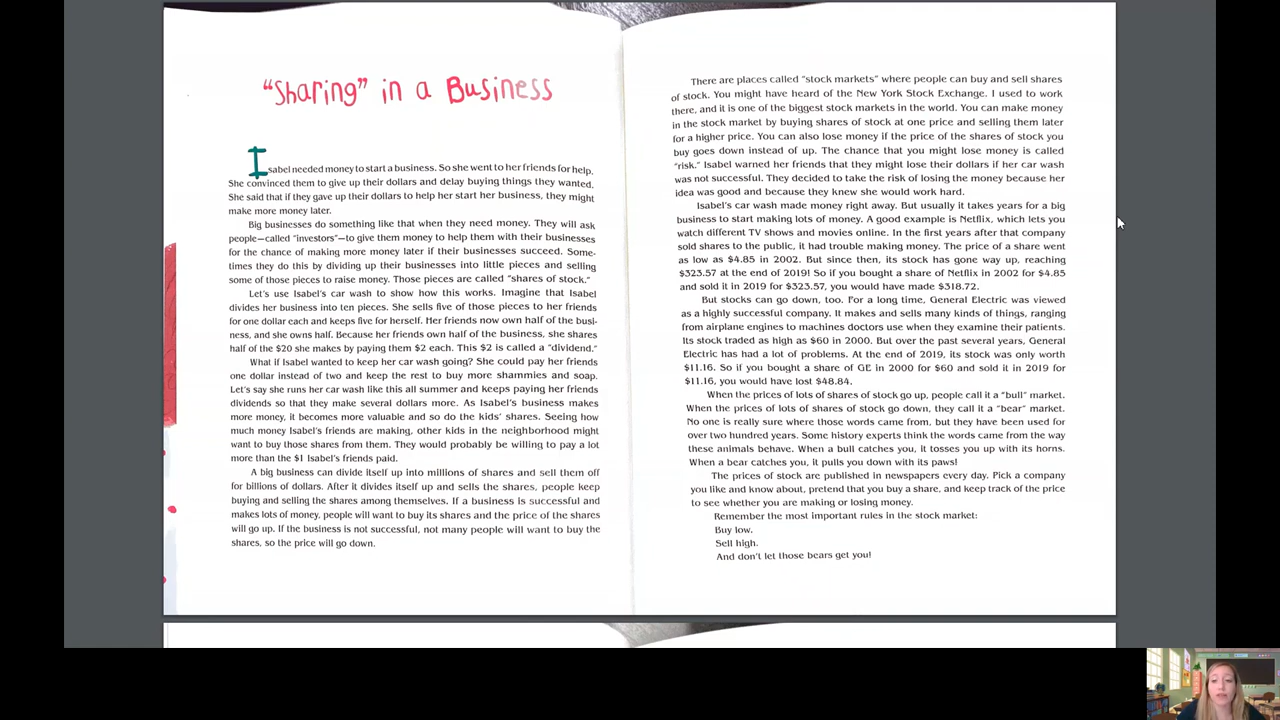 "Sharing" in a Business
Isabel needed money to start a business. So she went to her friends for help.
She convinced them to give up their dollars and delay buying things they wanted.
She said that if they gave up their dollars to help her start her business, they might
make more money later.
Big businesses do something like that when they need money. They will ask
people—called "investors"—to give them money to help them with their businesses
for the chance of making more money later if their businesses succeed. Some-
times they do this by dividing up their businesses into little pieces and selling
some of those pieces to raise money. Those pieces are called "shares of stock."
Let's use Isabel's car wash to show how this works. Imagine that Isabel
divides her business into ten pieces. She sells five of those pieces to her friends
for one dollar each and keeps five for herself. Her friends now own half of the busi-
ness, and she owns half. Because her friends own half of the business, she shares
half of the $20 she makes by paying them $2 each. This $2 is called a "dividend."
What if Isabel wanted to keep her car wash going? She could pay her friends
one dollar instead of two and keep the rest to buy more shammies and soap.
Let's say she runs her car wash like this all summer and keeps paying her friends
dividends so that they make several dollars more. As Isabel's business makes
more money, it becomes more valuable and so do the kids' shares. Seeing how
much money Isabel's friends are making, other kids in the neighborhood might
want to buy those shares from them. They would probably be willing to pay a lot
more than the $1 Isabel's friends paid.
A big business can divide itself up into millions of shares and sell them off
for billions of dollars. After it divides itself up and sells the shares, people keep
buying and selling the shares among themselves. If a business is successful and
makes lots of money, people will want to buy its shares and the price of the shares
will go up. If the business is not successful, not many people will want to buy the
shares, so the price will go down.
There are places called "stock markets" where people can buy and sell shares
of stock. You might have heard of the New York Stock Exchange. I used to work
there, and it is one of the biggest stock markets in the world. You can make money
in the stock market by buying shares of stock at one price and selling them later
for a higher price. You can also lose money if the price of the shares of stock you
buy goes down instead of up. The chance that you might lose money is called
"risk." Isabel warned her friends that they might lose their dollars if her car wash
was not successful. They decided to take the risk of losing the money because her
idea was good and because they knew she would work hard.
Isabel's car wash made money right away. But usually it takes years for a big
business to start making lots of money. A good example is Netflix, which lets you
watch different TV shows and movies online. In the first years after that company
sold shares to the public, it had trouble making money. The price of a share went
as low as $4.85 in 2002. But since then, its stock has gone way up, reaching
$323.57 at the end of 2019! So if you bought a share of Netflix in 2002 for $4.85
and sold it in 2019 for $323.57, you would have made $318.72.
But stocks can go down, too. For a long time, General Electric was viewed
as a highly successful company. It makes and sells many kinds of things, ranging
from airplane engines to machines doctors use when they examine their patients.
Its stock traded as high as $60 in 2000. But over the past several years, General
Electric has had a lot of problems. At the end of 2019, its stock was only worth
$11.16. So if you bought a share of GE in 2000 for $60 and sold it in 2019 for
$11.16, you would have lost $48.84.
When the prices of lots of shares of stock go up, people call it a "bull" market.
When the prices of lots of shares of stock go down, they call it a "bear" market.
No one is really sure where those words came from, but they have been used for
over two hundred years. Some history experts think the words came from the way
these animals behave. When a bull catches you, it tosses you up with its horns.
When a bear catches you, it pulls you down with its paws!
The prices of stock are published in newspapers every day. Pick a company
you like and know about, pretend that you buy a share, and keep track of the price
to see whether you are making or losing money.
Remember the most important rules in the stock market:
Buy low.
Sell high.
And don't let those bears get you!